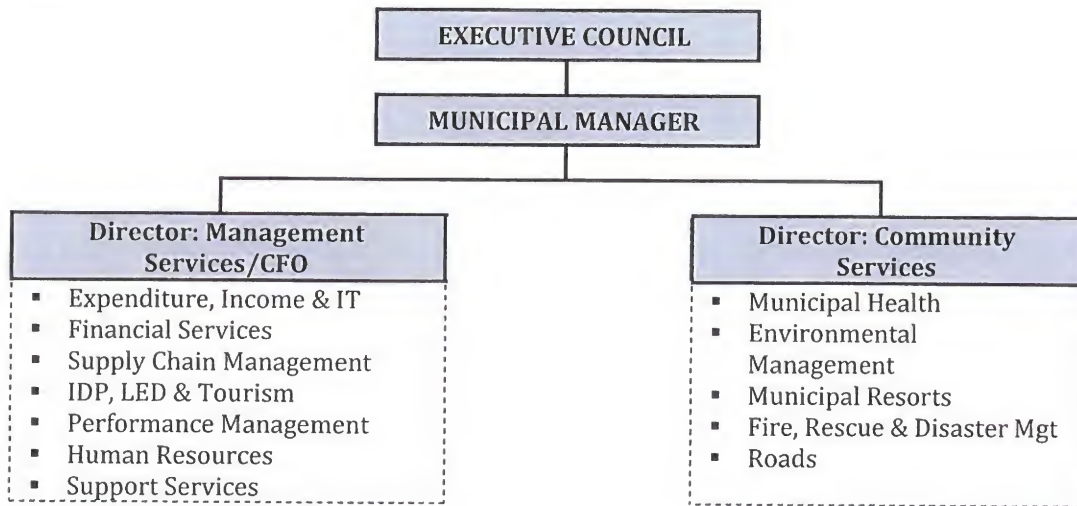 EXECUTIVE COUNCIL
MUNICIPAL MANAGER
Director: Management
Services/CFO
▪ Expenditure, Income & IT
▪ Financial Services
▪ Supply Chain Management
▪ IDP, LED & Tourism
▪ Performance Management
▪ Human Resources
▪ Support Services
Director: Community
Services
▪ Municipal Health
▪ Environmental
Management
▪ Municipal Resorts
▪ Fire, Rescue & Disaster Mgt
▪ Roads